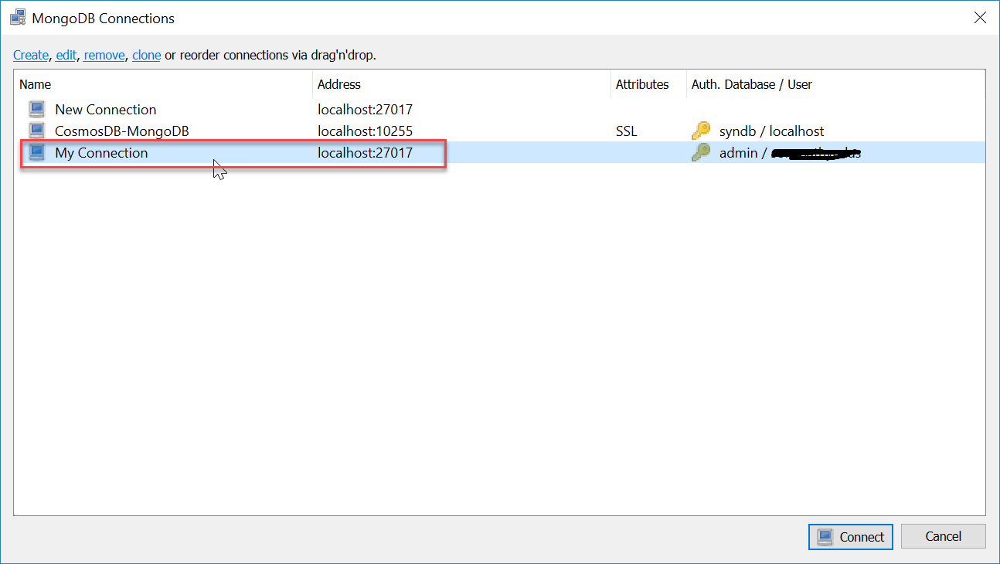 MongoDB Connections
Create, edit, remove, clone or reorder connections via drag'n'drop.
Name Address Attributes Auth. Database / User
New Connection localhost:27017
CosmosDB-MongoDB localhost:10255 SSL syndb / localhost
My Connection localhost:27017 admin /
Connect Cancel